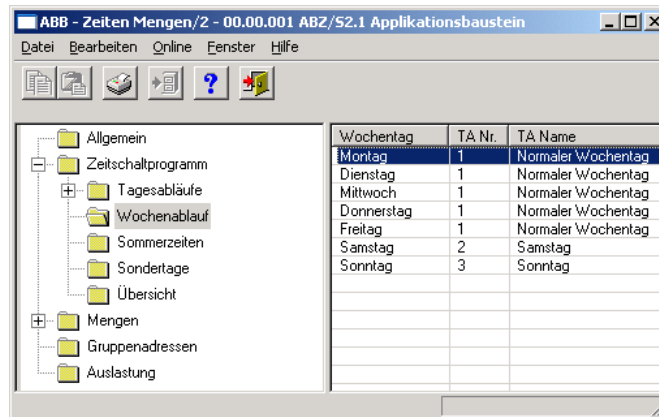 ABB - Zeiten Mengen/2 - 00.00.001 ABZ/S2.1 Applikationsbaustein
Datei Bearbeiten Online Fenster Hilfe
Allgemein
Zeitschaltprogramm
Tagesabläufe
Wochenablauf
Sommerzeiten
Sondertage
Übersicht
Mengen
Gruppenadressen
Auslastung
Wochentag TA Nr. TA Name
Montag 1 Normaler Wochentag
Dienstag 1 Normaler Wochentag
Mittwoch 1 Normaler Wochentag
Donnerstag 1 Normaler Wochentag
Freitag 1 Normaler Wochentag
Samstag 2 Samstag
Sonntag 3 Sonntag